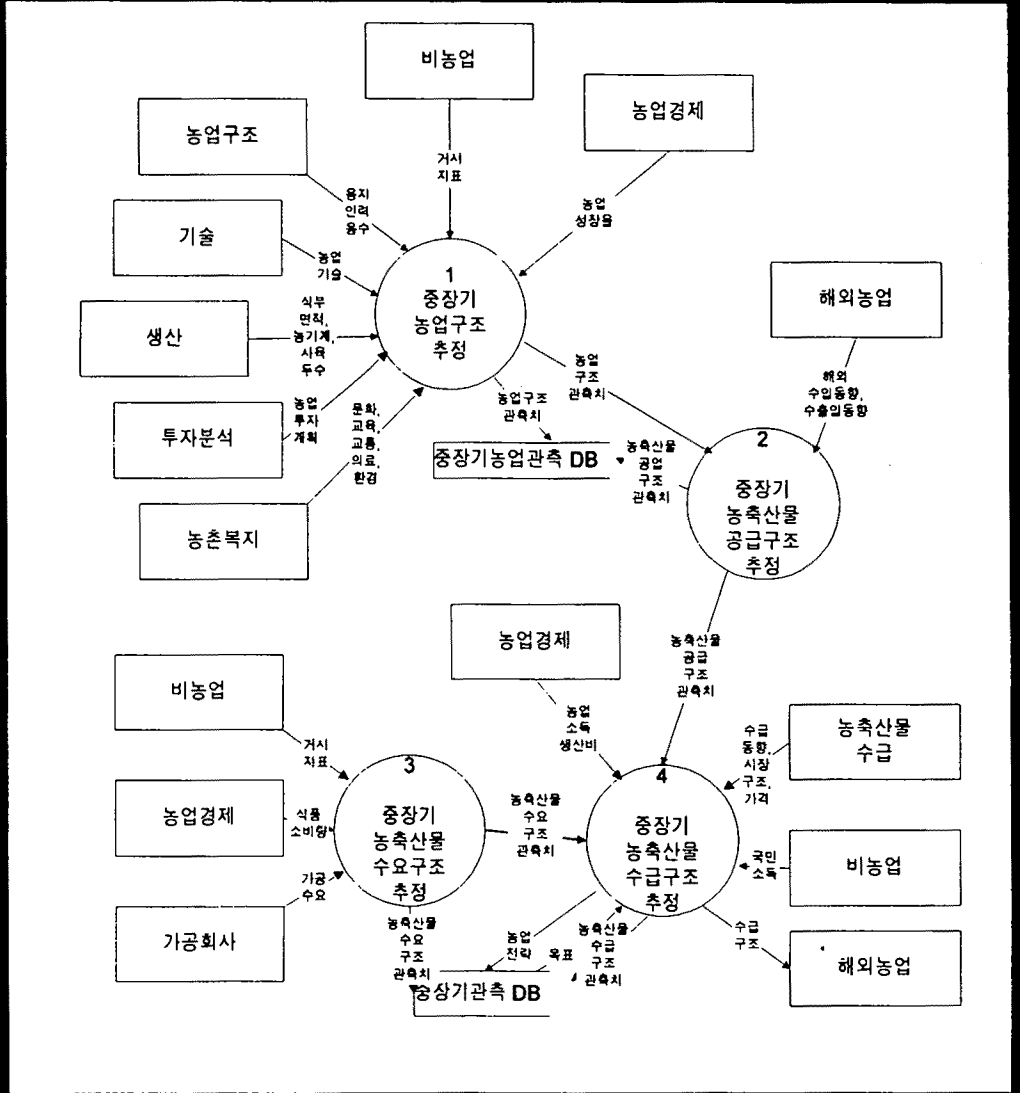 비농업
농업구조
농업경제
거시
지표
용지
인력
용수
농업
성장율
기술
농업
기술
1
중장기
농업구조
추정
해외농업
생산
식부
면적,
농기계,
사육
두수
투자분석
농업
투자
계획
문화,
교육,
교통,
의료,
환경
농촌복지
농업구조
관측치
농업
구조
관측치
해외
수입동향,
수출입동향
중장기농업관측 DB
농축산물
공업
구조
관측치
2
중장기
농축산물
공급구조
추정
농업경제
농축산물
공급
구조
관측치
비농업
거시
지표
농업
소득
생산비
농축산물
수급
수급
동향,
시장
구조,
가격
농업경제
식품
소비량
3
중장기
농축산물
수요구조
추정
농축산물
수요
구조
관측치
4
중장기
농축산물
수급구조
추정
국민
소득
비농업
가공회사
가공
수요
농축산물
수요
구조
관측치
농업
전략
목표
농축산물
수급
구조
관측치
수급
구조
해외농업
중장기관측 DB